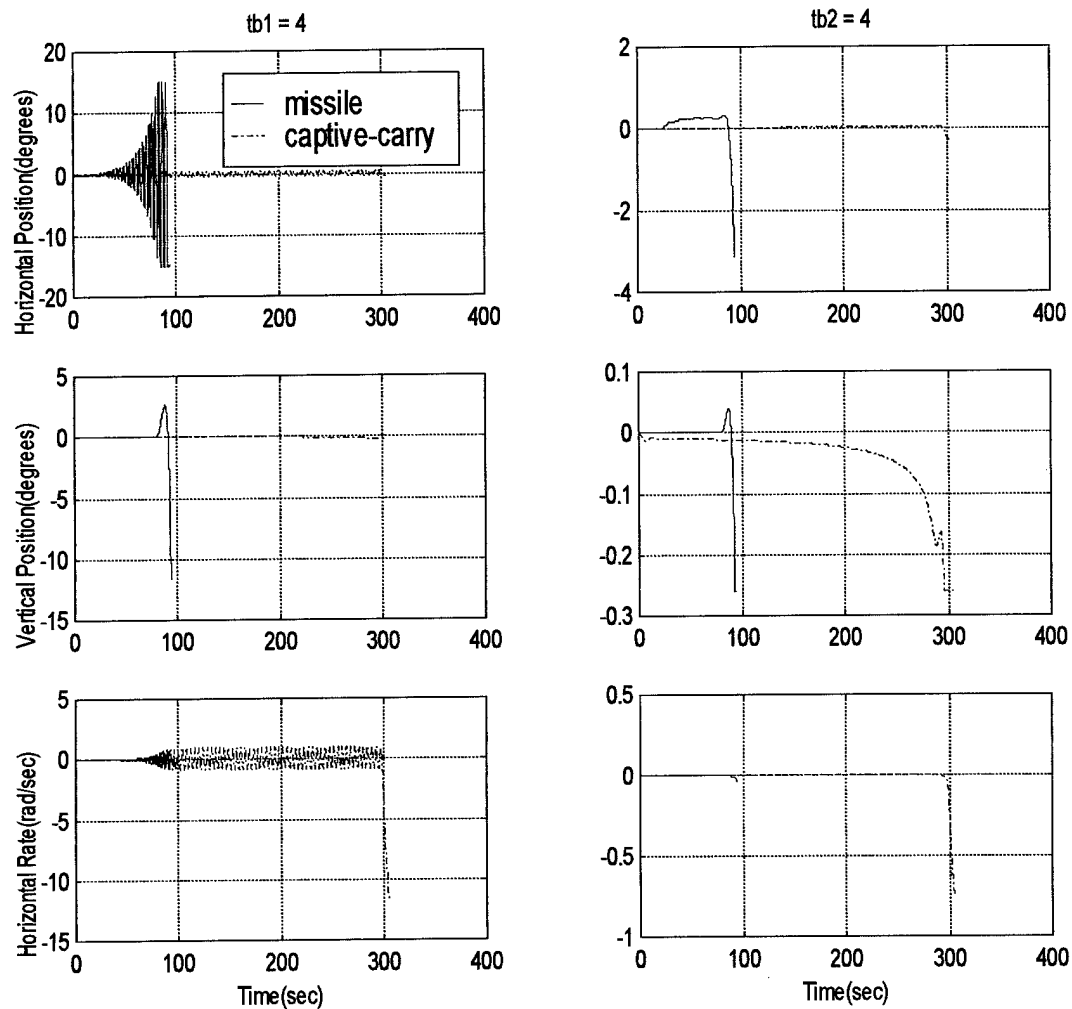 tb1 = 4
tb2 = 4
Horizontal Position(degrees)
20
10
0
-10
-20
missile
captive-carry
0 100 200 300 400
2
0
-2
-4
0 100 200 300 400
Vertical Position(degrees)
5
0
-5
-10
-15
0 100 200 300 400
0.1
0
-0.1
-0.2
-0.3
0 100 200 300 400
Horizontal Rate(rad/sec)
5
0
-5
-10
-15
0 100 200 300 400
Time(sec)
0.5
0
-0.5
-1
0 100 200 300 400
Time(sec)